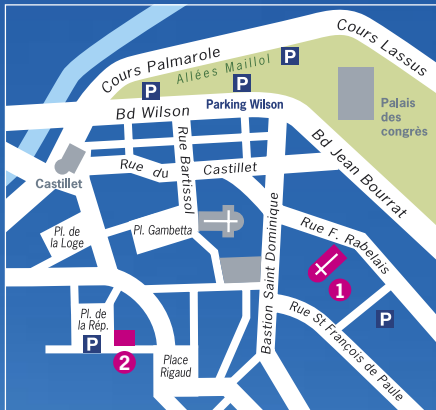 Cours Palmarole
Cours Lassus
Allées Maillol
P
P
P
Parking Wilson
Bd Wilson
Palais
des
congrès
Rue Bartissol
Bd Jean Bourrat
Rue du Castillet
Castillet
Bastion Saint Dominique
Pl. de
la Loge
Pl. Gambetta
Rue F. Rabelais
1
Rue St François de Paule
P
Pl. de
la Rép.
P
2
Place
Rigaud